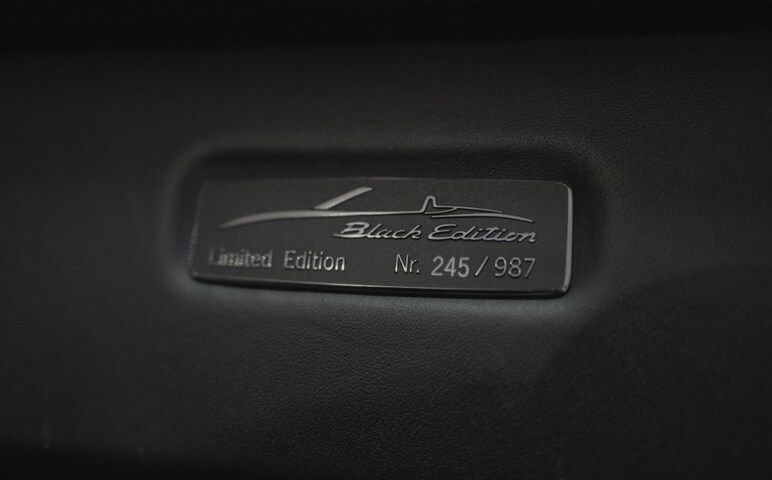 Black Edition
Limited Edition Nr. 245 / 987